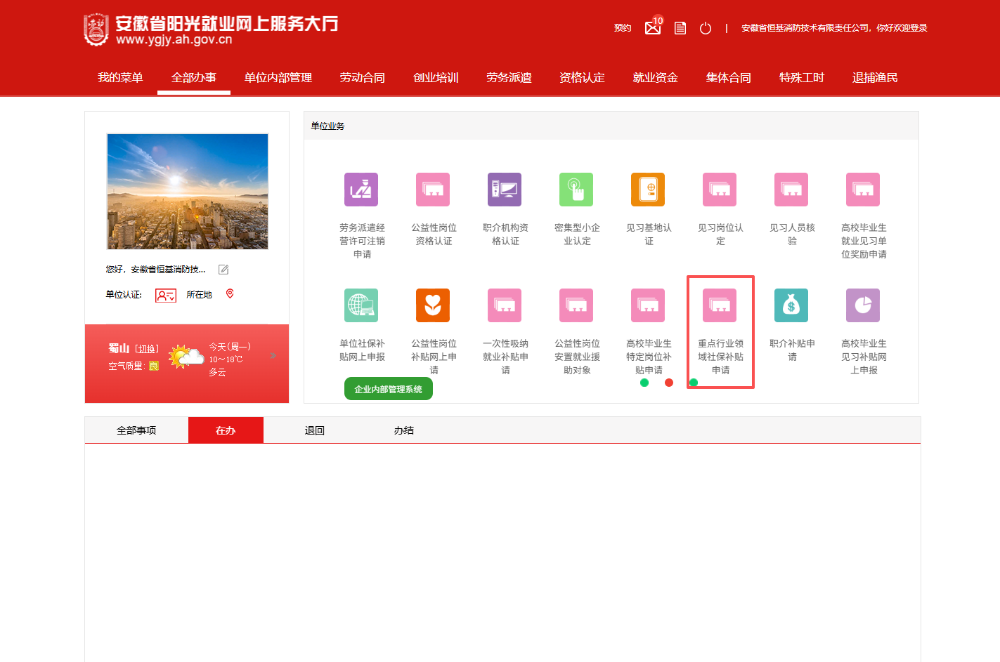 安徽省阳光就业网上服务大厅
www.ygjy.ah.gov.cn
预约
10
安徽省恒基消防技术有限责任公司，你好欢迎登录
我的菜单 全部办事 单位内部管理 劳动合同 创业培训 劳务派遣 资格认定 就业资金 集体合同 特殊工时 退捕渔民
您好，安徽省恒基消防技...
单位认证:
所在地
蜀山 [切换]
空气质量: 良
今天(周一)
10～18℃
多云
单位业务
劳务派遣经
营许可注销
申请
公益性岗位
资格认证
职介机构资
格认证
密集型小企
业认定
见习基地认
证
见习岗位认
定
见习人员核
验
高校毕业生
就业见习单
位奖励申请
单位社保补
贴网上申报
公益性岗位
补贴网上申
请
一次性吸纳
就业补贴申
请
公益性岗位
安置就业援
助对象
高校毕业生
特定岗位补
贴申请
重点行业领
域社保补贴
申请
职介补贴申
请
高校毕业生
见习补贴网
上申报
企业内部管理系统
全部事项 在办 退回 办结